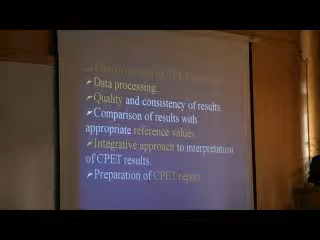 ➢Data processing.
➢Quality and consistency of results
➢Comparison of results with
appropriate reference values.
➢Integrative approach to interpretation
of CPET results.
➢Preparation of CPET report